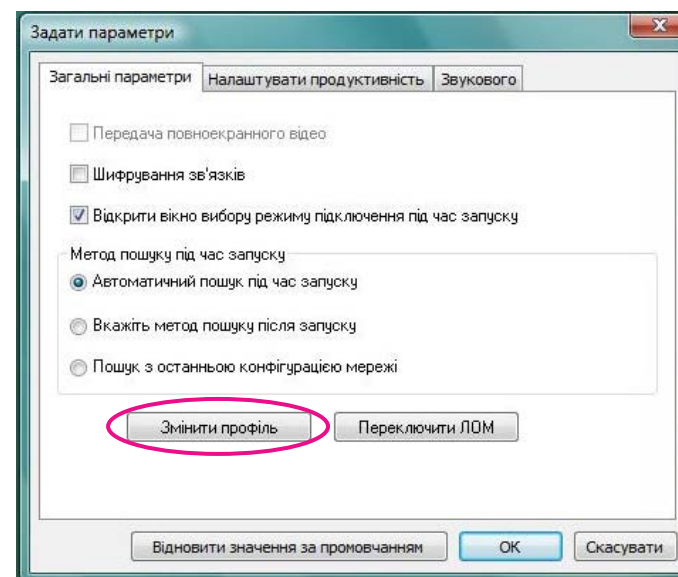 Задати параметри
Загальні параметри Налаштувати продуктивність Звукового
Передача повноекранного відео
Шифрування зв'язків
Відкрити вікно вибору режиму підключення під час запуску
Метод пошуку під час запуску
Автоматичний пошук під час запуску
Вкажіть метод пошуку після запуску
Пошук з останньою конфігурацією мережі
Змінити профіль Переключити ЛОМ
Відновити значення за промовчанням ОК Скасувати